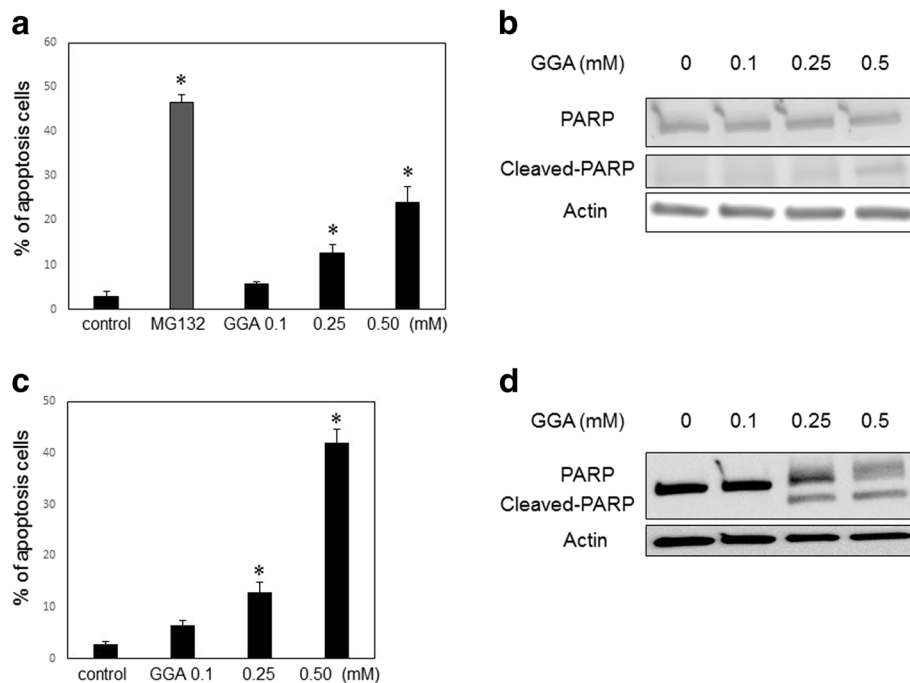 a
% of apoptosis cells
60
50
40
30
20
10
0
*
*
*
control MG132 GGA 0.1 0.25 0.50 (mM)
b
GGA (mM) 0 0.1 0.25 0.5
PARP
Cleaved-PARP
Actin
c
% of apoptosis cells
50
40
30
20
10
0
*
*
control GGA 0.1 0.25 0.50 (mM)
d
GGA (mM) 0 0.1 0.25 0.5
PARP
Cleaved-PARP
Actin